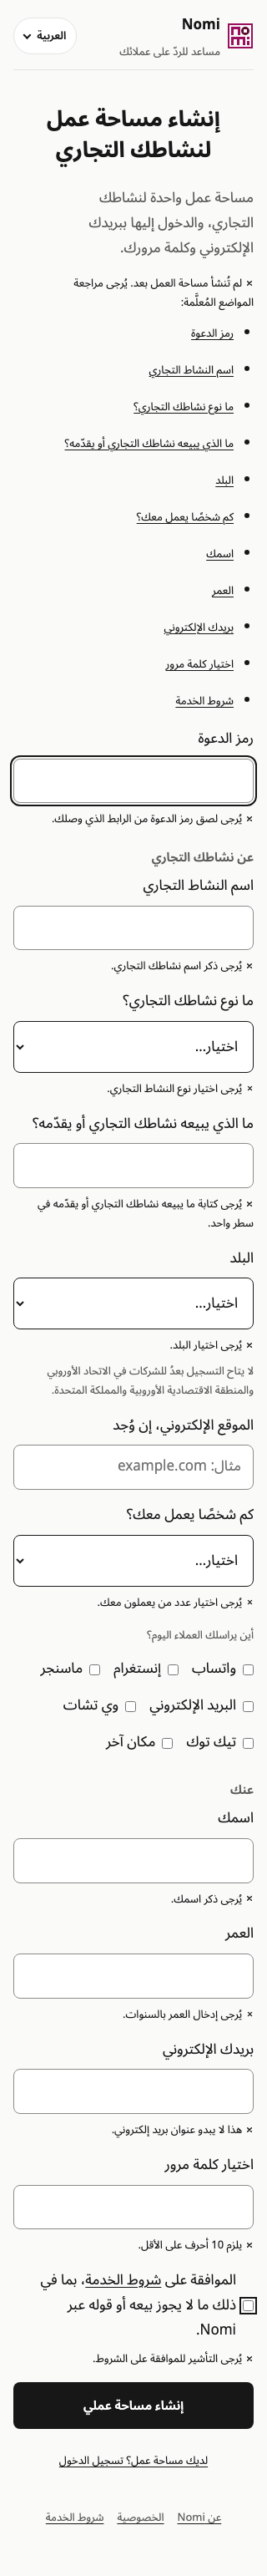 Nomi
مساعد للردّ على عملائك
العربية
إنشاء مساحة عمل
لنشاطك التجاري
مساحة عمل واحدة لنشاطك
التجاري، والدخول إليها ببريدك
الإلكتروني وكلمة مرورك.
× لم تُنشأ مساحة العمل بعد. يُرجى مراجعة
المواضع المُعلَّمة:
رمز الدعوة
اسم النشاط التجاري
ما نوع نشاطك التجاري؟
ما الذي يبيعه نشاطك التجاري أو يقدّمه؟
البلد
كم شخصًا يعمل معك؟
اسمك
العمر
بريدك الإلكتروني
اختيار كلمة مرور
شروط الخدمة
رمز الدعوة
× يُرجى لصق رمز الدعوة من الرابط الذي وصلك.
عن نشاطك التجاري
اسم النشاط التجاري
× يُرجى ذكر اسم نشاطك التجاري.
ما نوع نشاطك التجاري؟
اختيار...
× يُرجى اختيار نوع النشاط التجاري.
ما الذي يبيعه نشاطك التجاري أو يقدّمه؟
× يُرجى كتابة ما يبيعه نشاطك التجاري أو يقدّمه في
سطر واحد.
البلد
اختيار...
× يُرجى اختيار البلد.
لا يتاح التسجيل بعدُ للشركات في الاتحاد الأوروبي
والمنطقة الاقتصادية الأوروبية والمملكة المتحدة.
الموقع الإلكتروني، إن وُجد
مثال: example.com
كم شخصًا يعمل معك؟
اختيار...
× يُرجى اختيار عدد من يعملون معك.
أين يراسلك العملاء اليوم؟
واتساب إنستغرام ماسنجر
البريد الإلكتروني وي تشات
تيك توك مكان آخر
عنك
اسمك
× يُرجى ذكر اسمك.
العمر
× يُرجى إدخال العمر بالسنوات.
بريدك الإلكتروني
× هذا لا يبدو عنوان بريد إلكتروني.
اختيار كلمة مرور
× يلزم 10 أحرف على الأقل.
الموافقة على شروط الخدمة، بما في
ذلك ما لا يجوز بيعه أو قوله عبر
Nomi.
× يُرجى التأشير للموافقة على الشروط.
إنشاء مساحة عملي
لديك مساحة عمل؟ تسجيل الدخول
عن Nomi الخصوصية شروط الخدمة